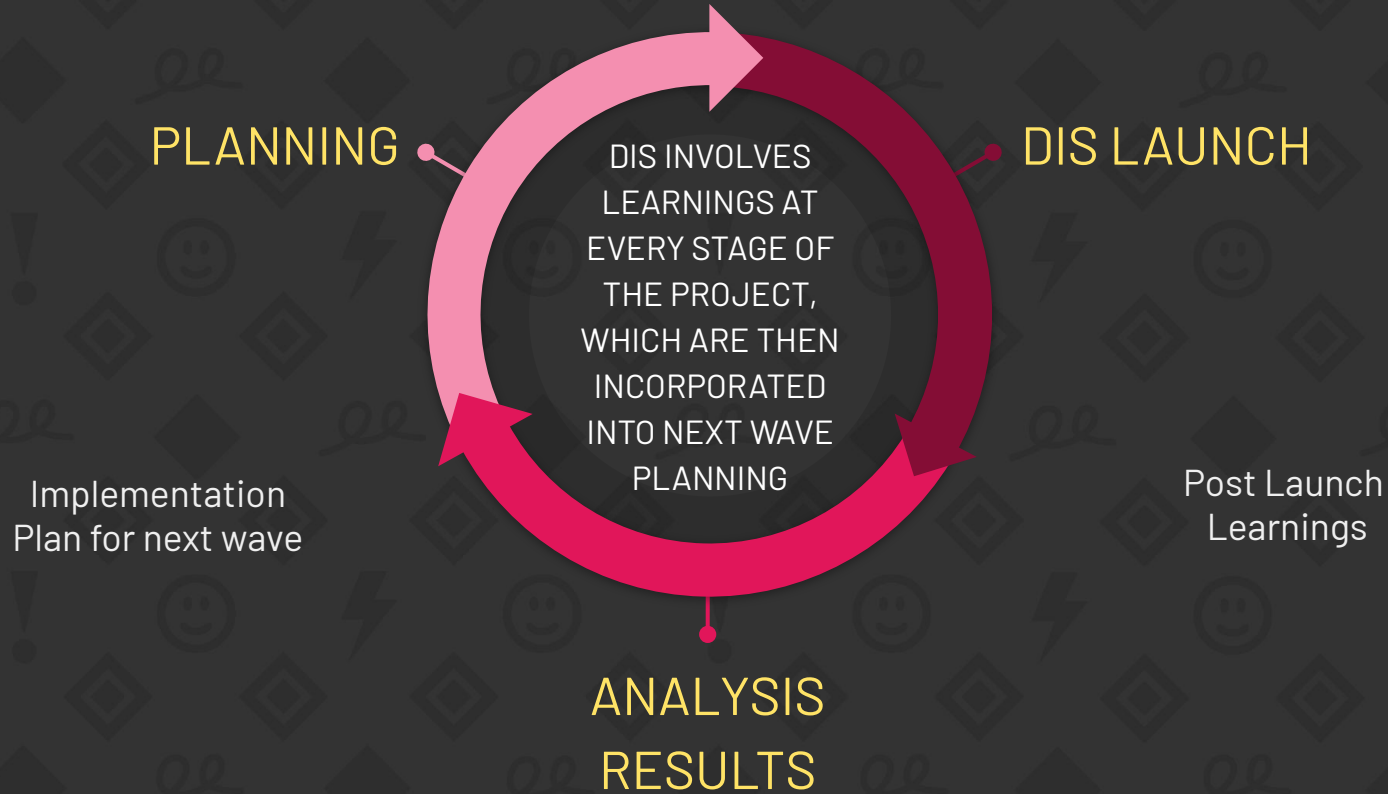 PLANNING
DIS LAUNCH
DIS INVOLVES
LEARNINGS AT
EVERY STAGE OF
THE PROJECT,
WHICH ARE THEN
INCORPORATED
INTO NEXT WAVE
PLANNING
Implementation
Plan for next wave
Post Launch
Learnings
ANALYSIS
RESULTS